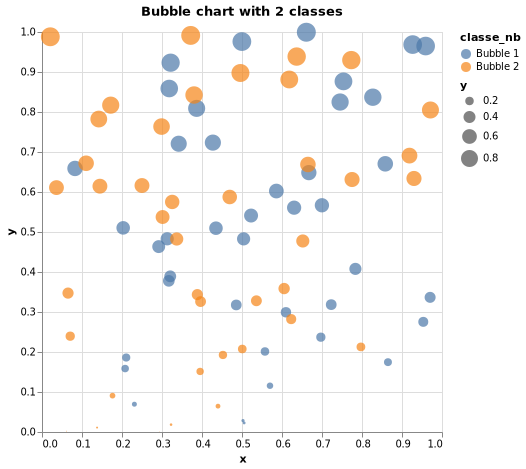 Bubble chart with 2 classes
1.0
0.9
0.8
0.7
0.6
0.5
0.4
0.3
0.2
0.1
0.0
y
0.0 0.1 0.2 0.3 0.4 0.5 0.6 0.7 0.8 0.9 1.0
x
classe_nb
Bubble 1
Bubble 2
y
0.2
0.4
0.6
0.8